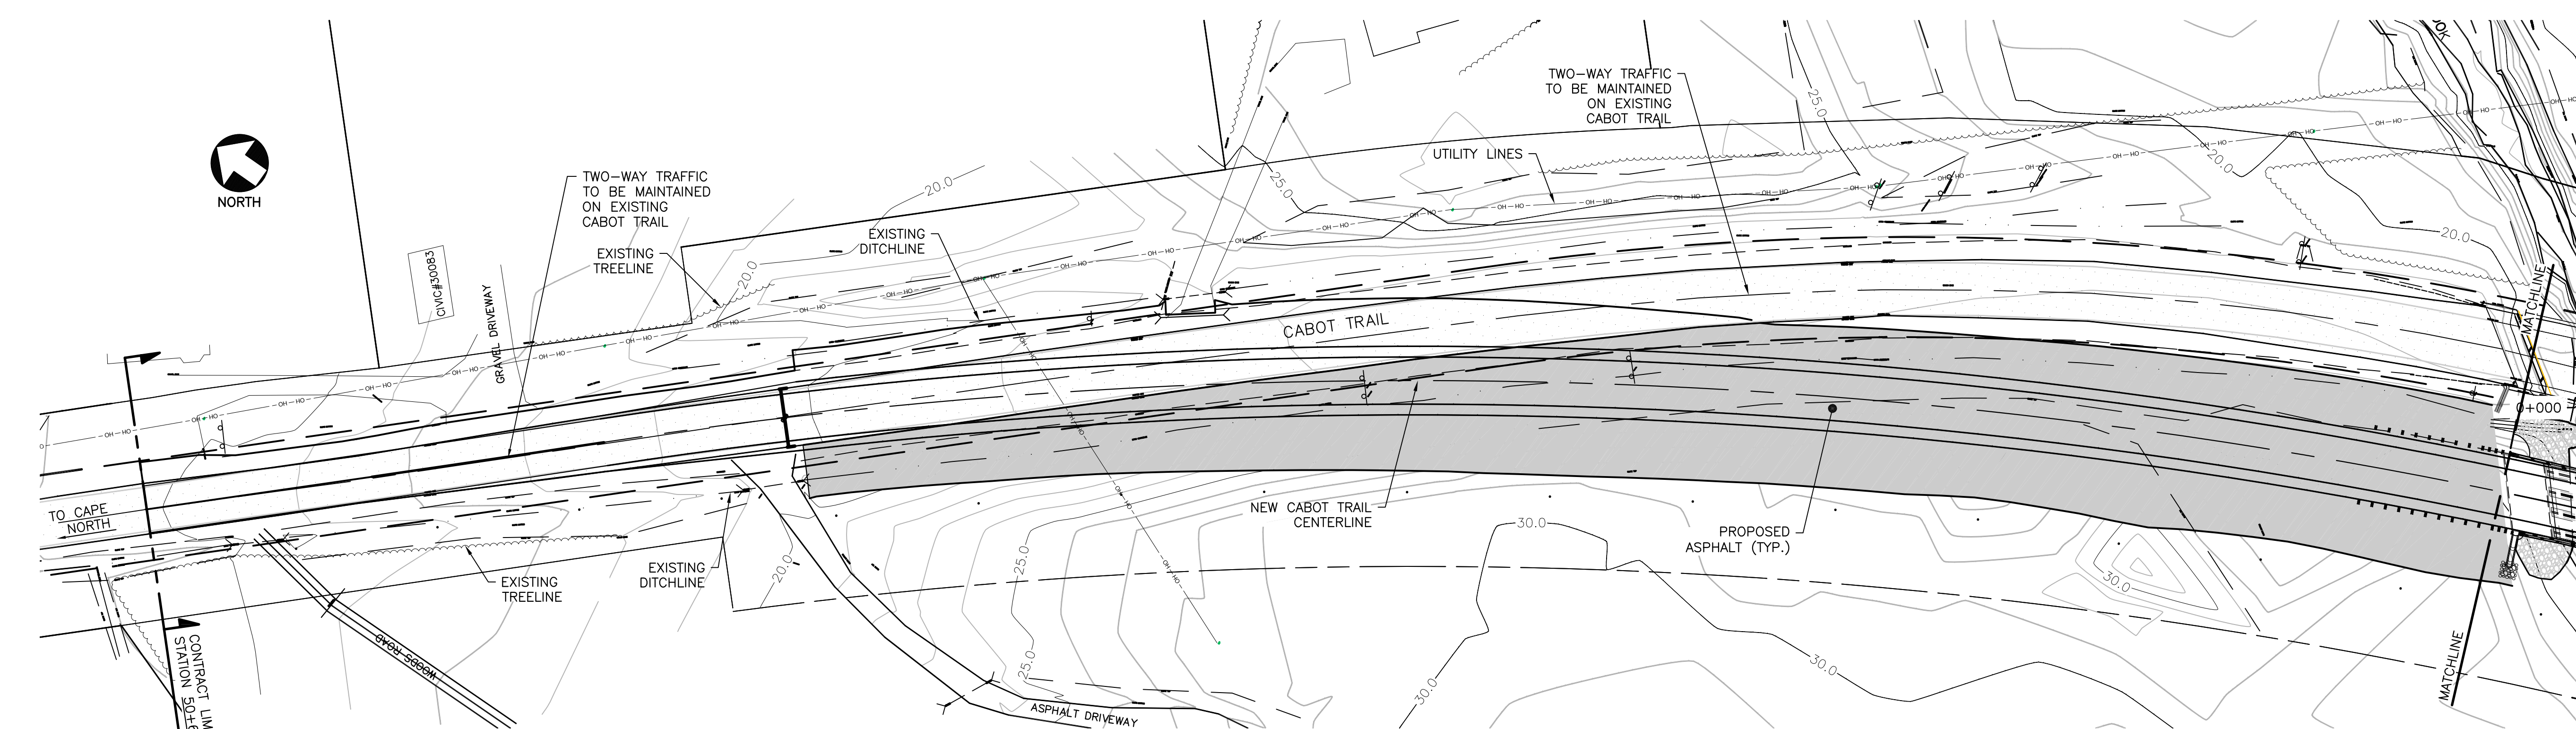 OOK
TWO-WAY TRAFFIC
TO BE MAINTAINED
ON EXISTING
CABOT TRAIL
25.0
UTILITY LINES
20.0
NORTH
TWO-WAY TRAFFIC
TO BE MAINTAINED
ON EXISTING
CABOT TRAIL
20.0
25.0
EXISTING
DITCHLINE
EXISTING
TREELINE
20.0
20.0
CIVIC#30083
GRAVEL DRIVEWAY
CABOT TRAIL
MATCHLINE
0+000
TO CAPE
NORTH
NEW CABOT TRAIL
CENTERLINE
PROPOSED
ASPHALT (TYP.)
30.0
EXISTING
TREELINE
EXISTING
DITCHLINE
20.0
25.0
30.0
CONTRACT LIM
STATION 50+6
WOODS ROAD
25.0
30.0
30.0
MATCHLINE
ASPHALT DRIVEWAY